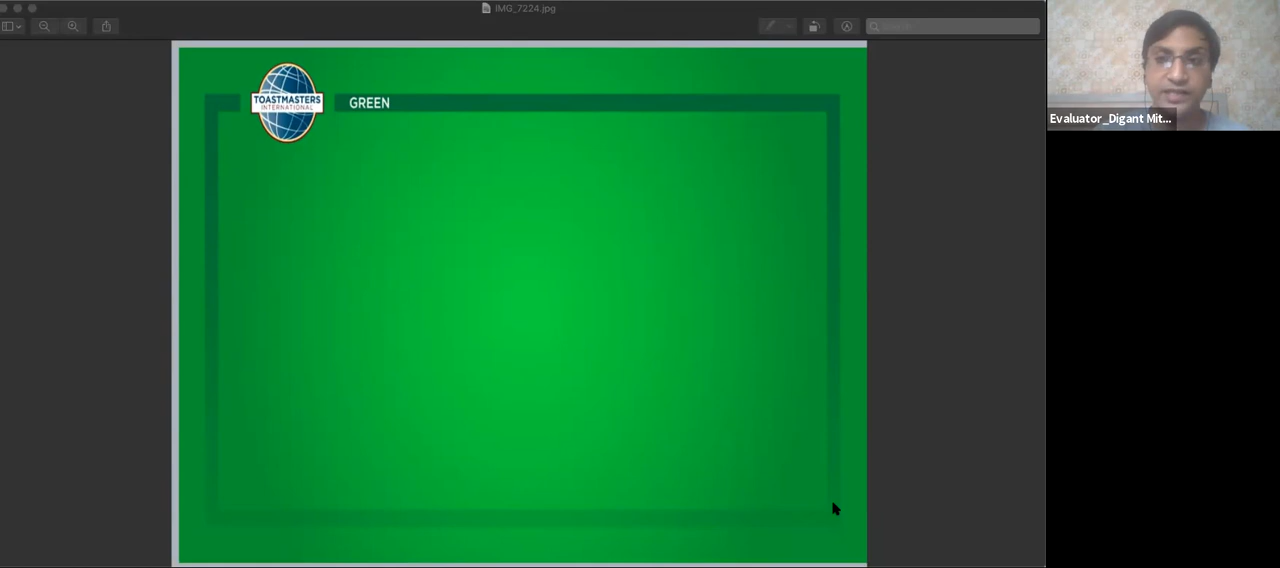 IMG_7224.jpg
TOASTMASTERS
INTERNATIONAL
GREEN
Evaluator_Digant Mit...